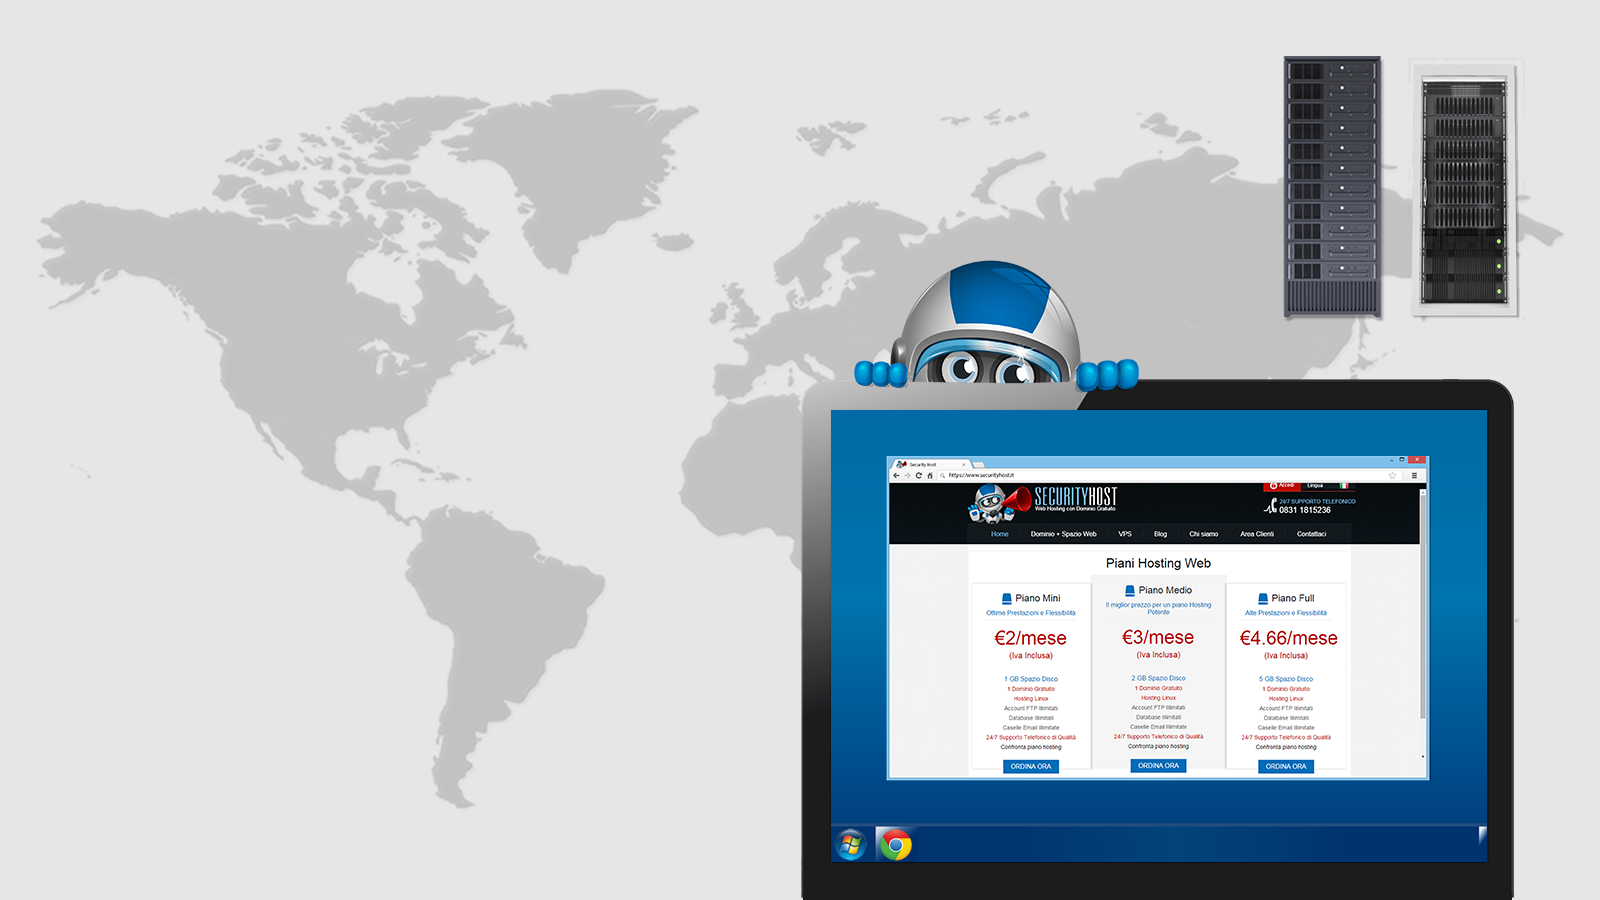 Security Host
https://www.securityhost.it
Accedi
Lingua
SECURITYHOST
Web Hosting con Dominio Gratuito
24/7 SUPPORTO TELEFONICO
0831 1815236
Home
Dominio + Spazio Web
VPS
Blog
Chi siamo
Area Clienti
Contattaci
Piani Hosting Web
Piano Mini
Ottime Prestazioni e Flessibilità
€2/mese
(Iva Inclusa)
1 GB Spazio Disco
1 Dominio Gratuito
Hosting Linux
Account FTP Illimitati
Database Illimitati
Caselle Email Illimitate
24/7 Supporto Telefonico di Qualità
Confronta piano hosting
ORDINA ORA
Piano Medio
Il miglior prezzo per un piano Hosting
Potente
€3/mese
(Iva Inclusa)
2 GB Spazio Disco
1 Dominio Gratuito
Hosting Linux
Account FTP Illimitati
Database Illimitati
Caselle Email Illimitate
24/7 Supporto Telefonico di Qualità
Confronta piano hosting
ORDINA ORA
Piano Full
Alte Prestazioni e Flessibilità
€4.66/mese
(Iva Inclusa)
5 GB Spazio Disco
1 Dominio Gratuito
Hosting Linux
Account FTP Illimitati
Database Illimitati
Caselle Email Illimitate
24/7 Supporto Telefonico di Qualità
Confronta piano hosting
ORDINA ORA